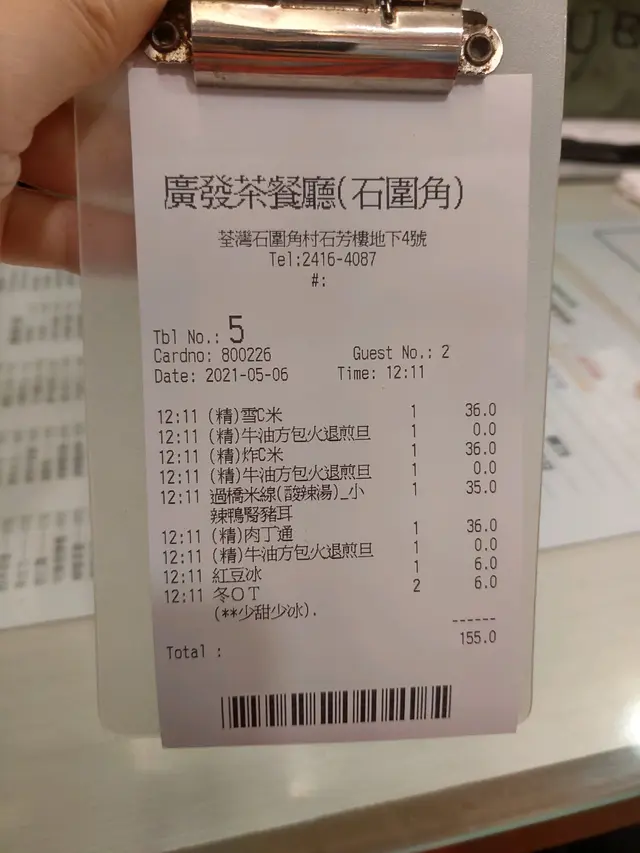 廣發茶餐廳(石圍角)
荃灣石圍角村石芳樓地下4號
Tel:2416-4087
#:
Tbl No.: 5
Cardno: 800226 Guest No.: 2
Date: 2021-05-06 Time: 12:11
12:11 (精)雪C米 1 36.0
12:11 (精)牛油方包火退煎旦 1 0.0
12:11 (精)炸C米 1 36.0
12:11 (精)牛油方包火退煎旦 1 0.0
12:11 過橋米線(酸辣湯)_小 1 35.0
辣鴨腎豬耳
12:11 (精)肉丁通 1 36.0
12:11 (精)牛油方包火退煎旦 1 0.0
12:11 紅豆冰 1 6.0
12:11 冬OT 2 6.0
(**少甜少冰).
------
Total : 155.0